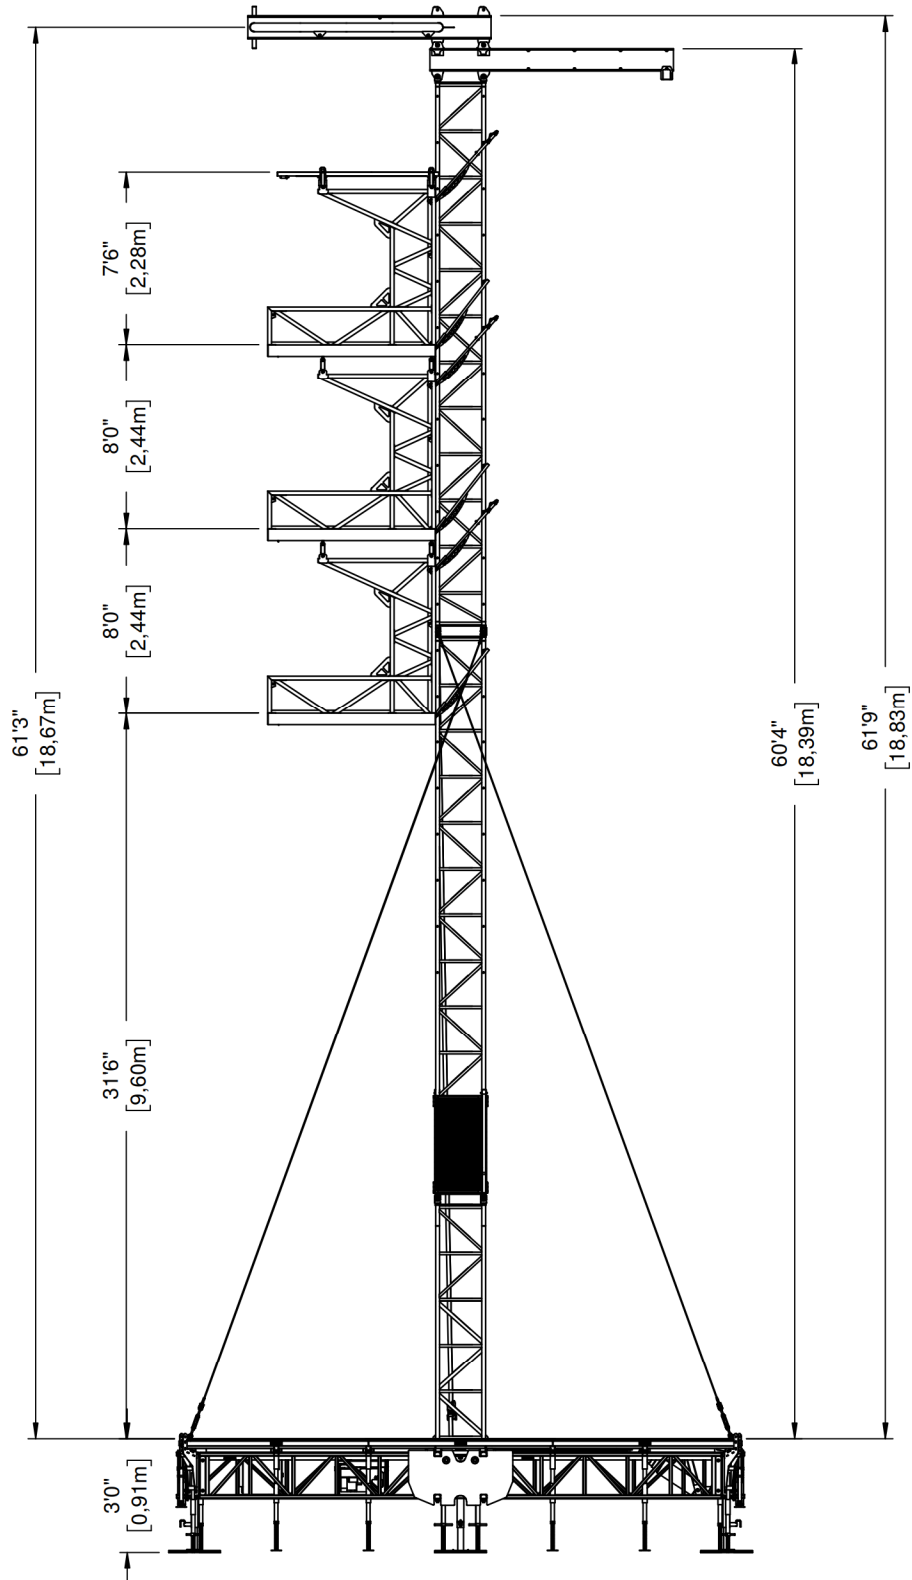 7'6"
[2,28m]
8'0"
[2,44m]
8'0"
[2,44m]
61'3"
[18,67m]
60'4"
[18,39m]
61'9"
[18,83m]
31'6"
[9,60m]
3'0"
[0,91m]